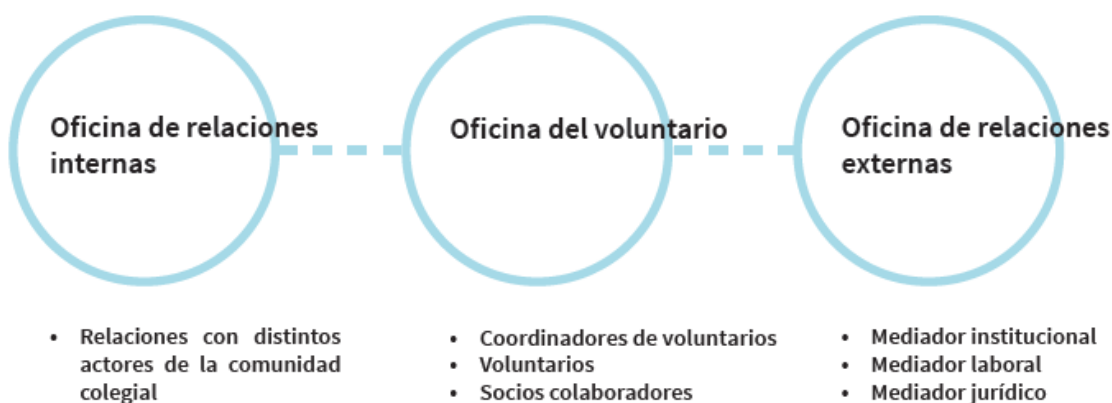 Oficina de relaciones
internas
Oficina del voluntario
Oficina de relaciones
externas
• Relaciones con distintos
actores de la comunidad
colegial
• Coordinadores de voluntarios
• Voluntarios
• Socios colaboradores
• Mediador institucional
• Mediador laboral
• Mediador jurídico